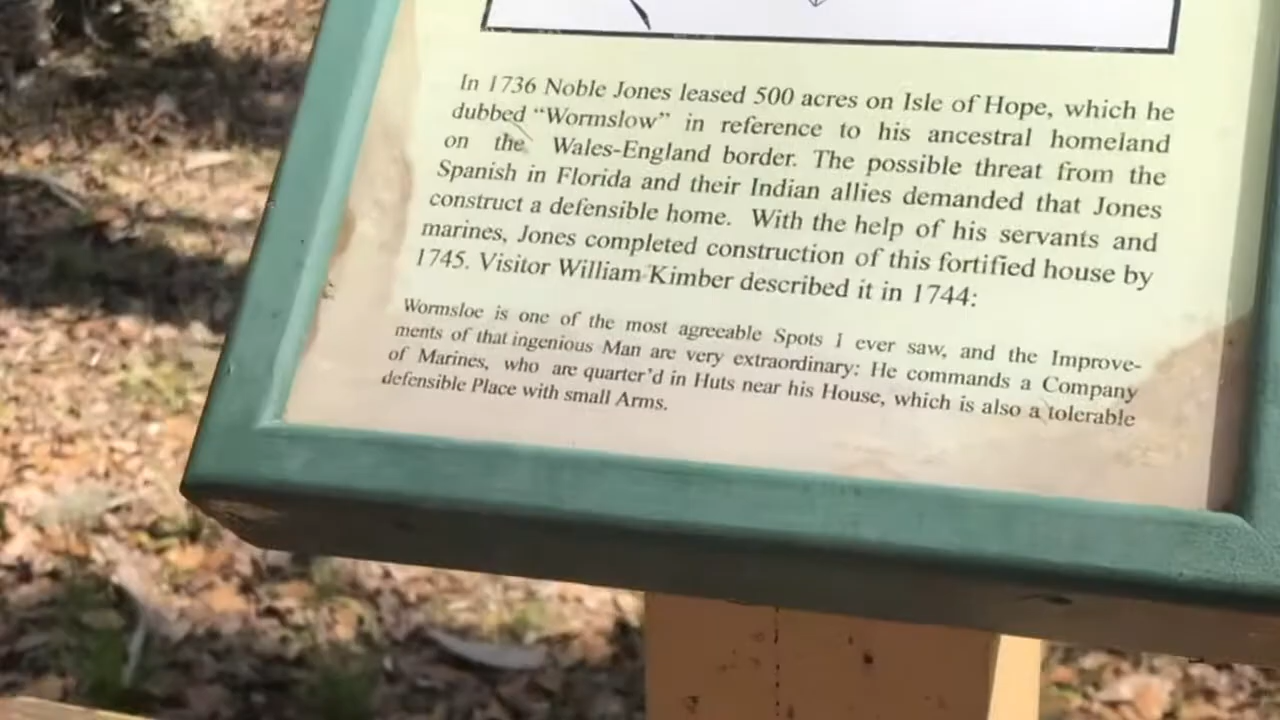 In 1736 Noble Jones leased 500 acres on Isle of Hope, which he
dubbed “Wormslow” in reference to his ancestral homeland
on the Wales-England border. The possible threat from the
Spanish in Florida and their Indian allies demanded that Jones
construct a defensible home. With the help of his servants and
marines, Jones completed construction of this fortified house by
1745. Visitor William Kimber described it in 1744:
Wormsloe is one of the most agreeable Spots I ever saw, and the Improve-
ments of that ingenious Man are very extraordinary: He commands a Company
of Marines, who are quarter’d in Huts near his House, which is also a tolerable
defensible Place with small Arms.